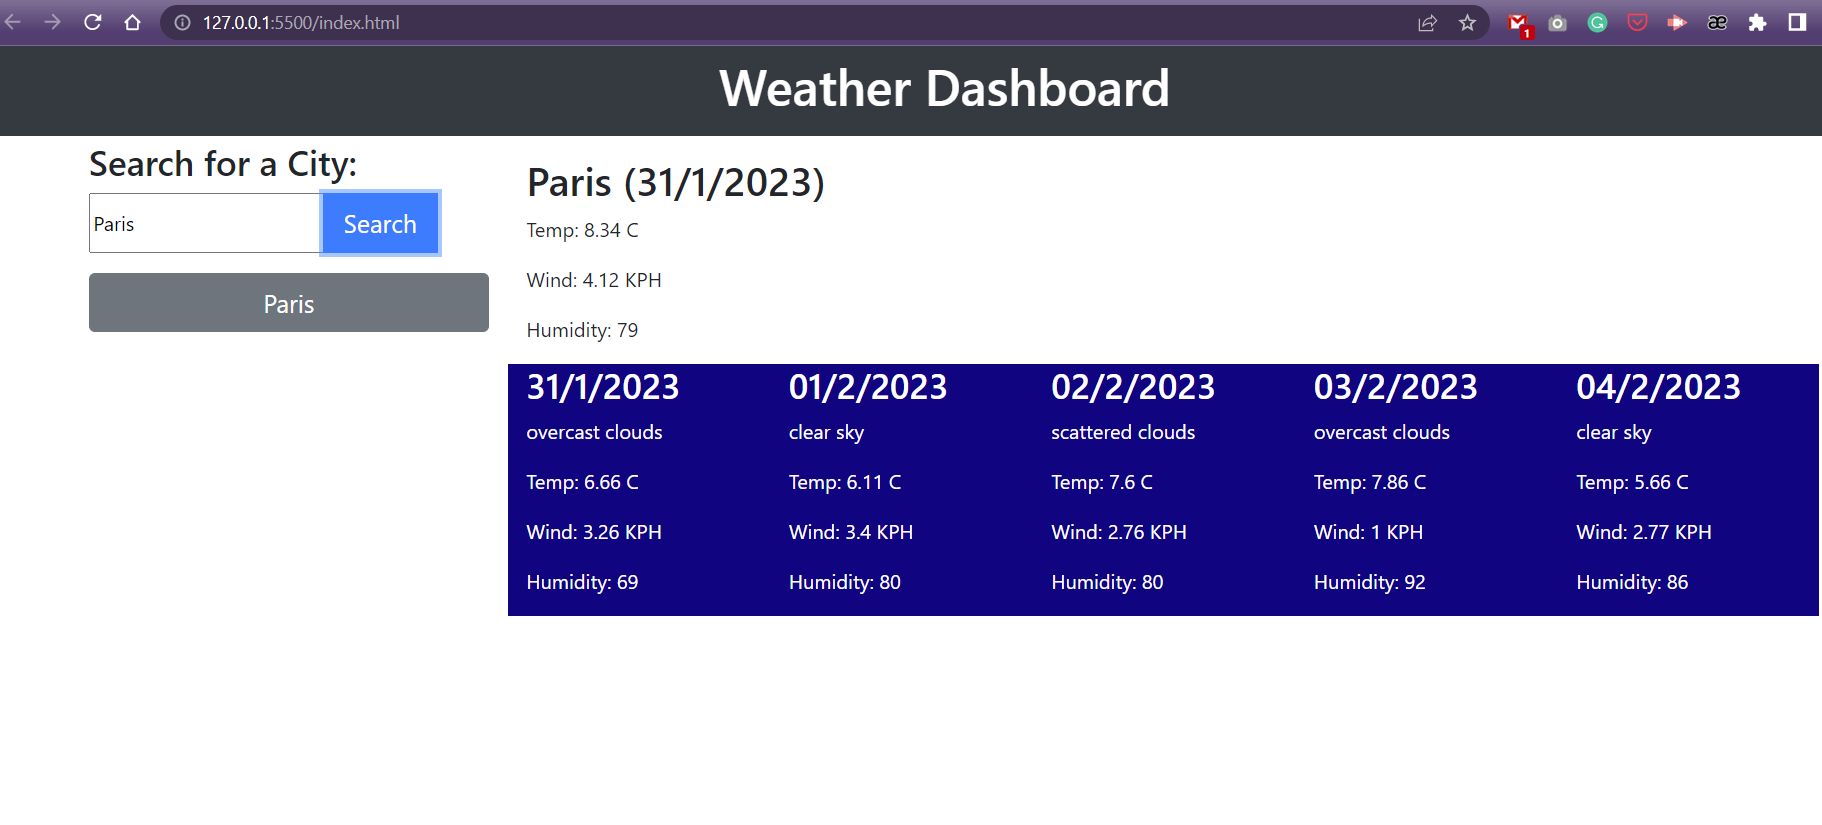 127.0.0.1:5500/index.html
1
æ
Weather Dashboard
Search for a City:
Paris
Search
Paris
Paris (31/1/2023)
Temp: 8.34 C
Wind: 4.12 KPH
Humidity: 79
31/1/2023
overcast clouds
Temp: 6.66 C
Wind: 3.26 KPH
Humidity: 69
01/2/2023
clear sky
Temp: 6.11 C
Wind: 3.4 KPH
Humidity: 80
02/2/2023
scattered clouds
Temp: 7.6 C
Wind: 2.76 KPH
Humidity: 80
03/2/2023
overcast clouds
Temp: 7.86 C
Wind: 1 KPH
Humidity: 92
04/2/2023
clear sky
Temp: 5.66 C
Wind: 2.77 KPH
Humidity: 86